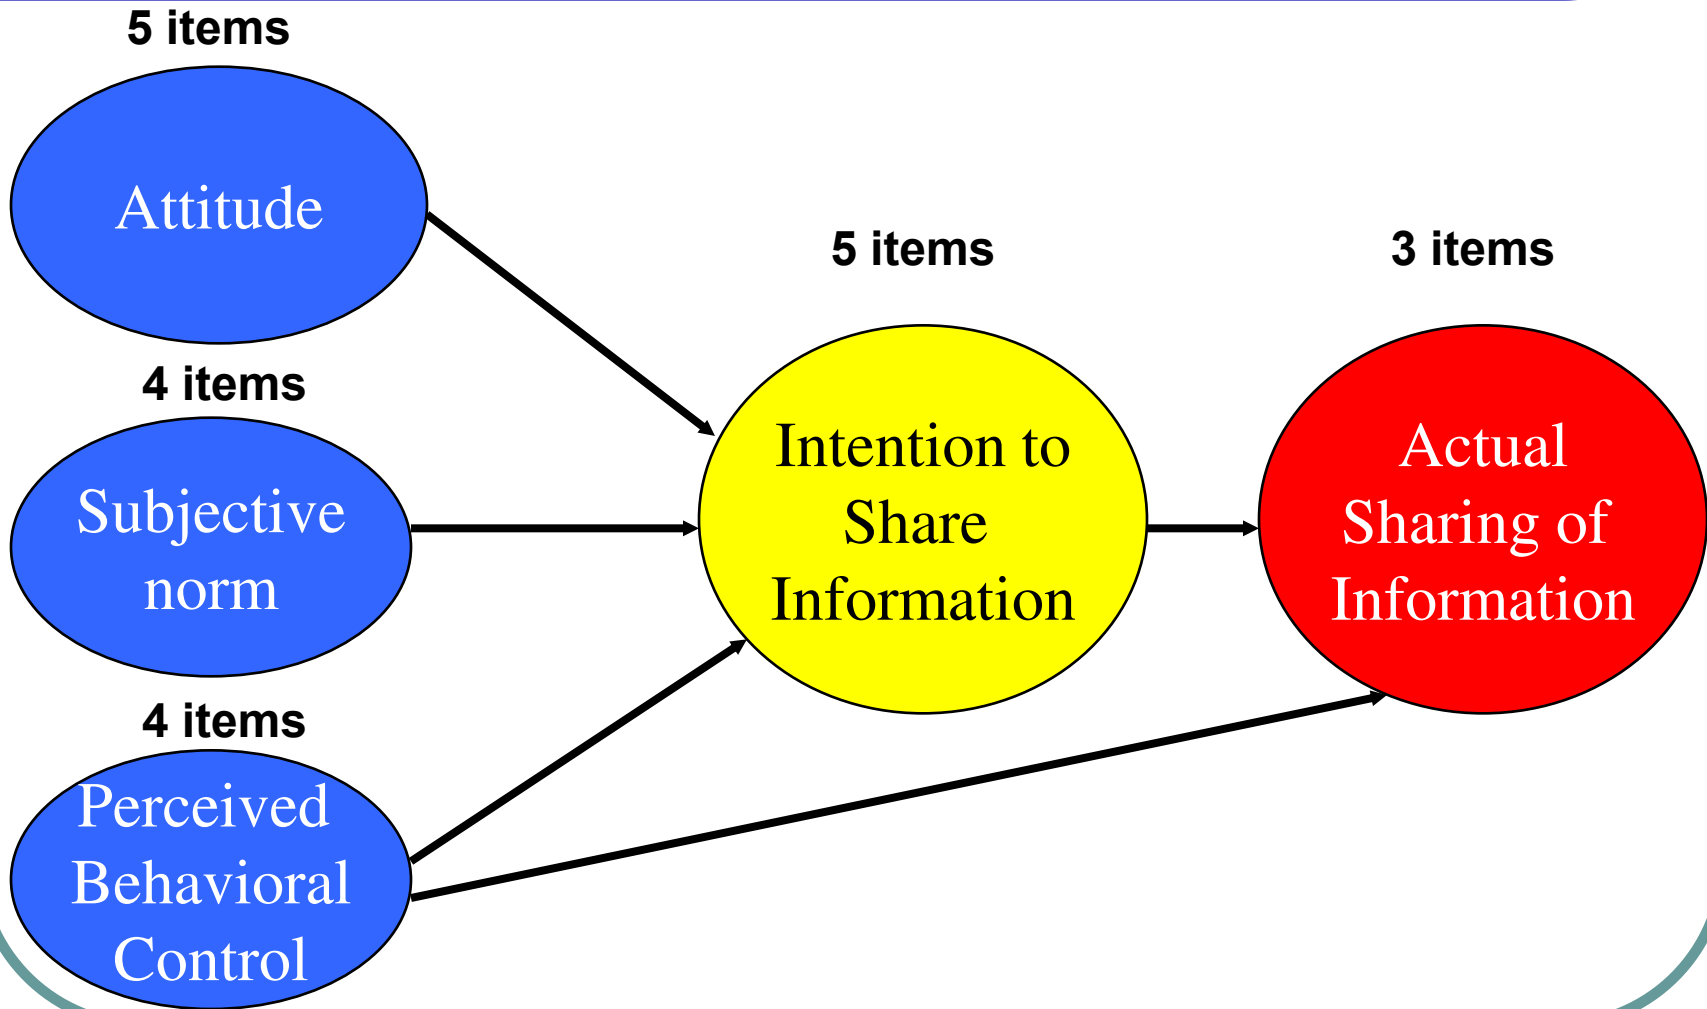 5 items
Attitude
4 items
Subjective
norm
4 items
Perceived
Behavioral
Control
5 items
Intention to
Share
Information
3 items
Actual
Sharing of
Information